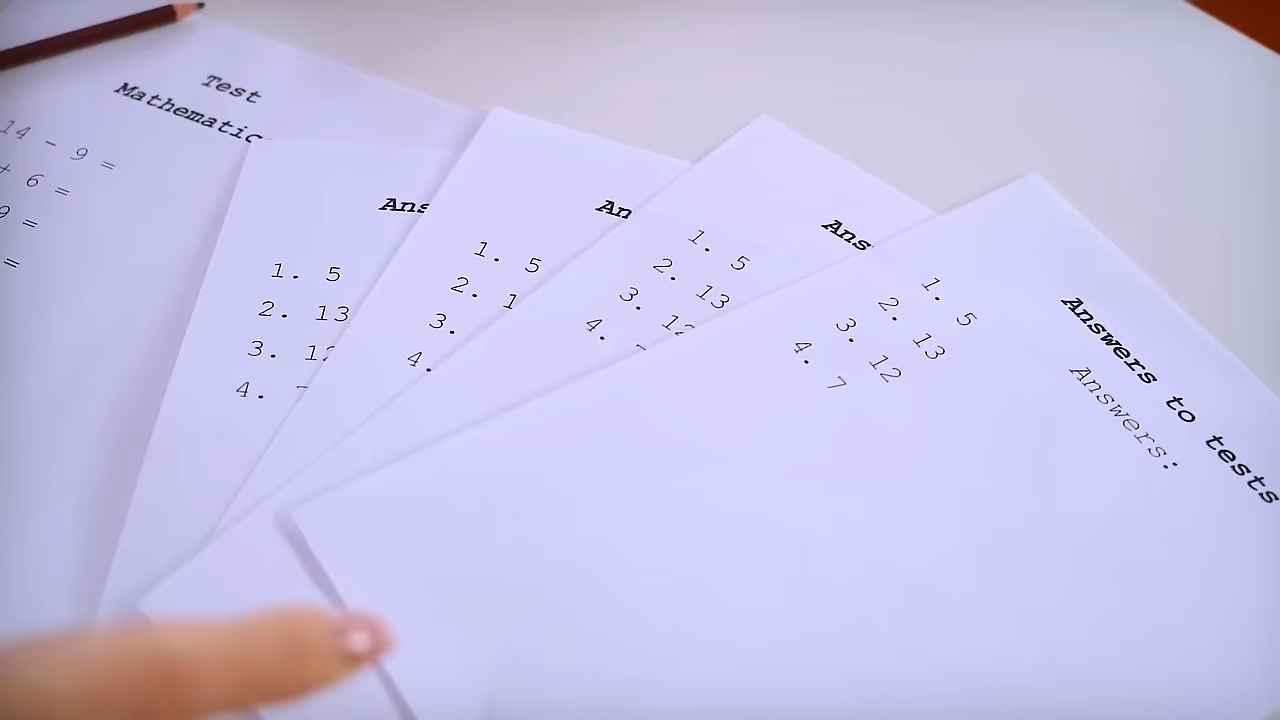 Test
Mathematic
14 - 9 =
+ 6 =
9 =
=
Ans
1. 5
2. 13
3. 12
4.
An
1. 5
2. 1
3.
4.
Ans
1. 5
2. 13
3. 12
4.
Answers to tests
Answers:
1. 5
2. 13
3. 12
4. 7